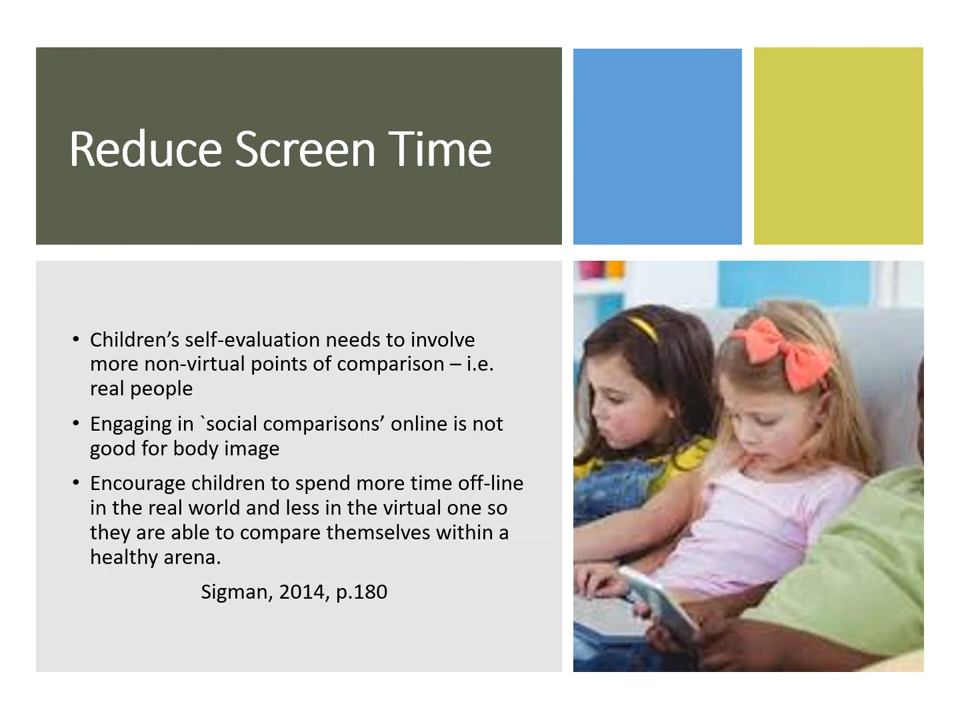 Reduce Screen Time
• Children’s self-evaluation needs to involve
more non-virtual points of comparison – i.e.
real people
• Engaging in `social comparisons’ online is not
good for body image
• Encourage children to spend more time off-line
in the real world and less in the virtual one so
they are able to compare themselves within a
healthy arena.
Sigman, 2014, p.180